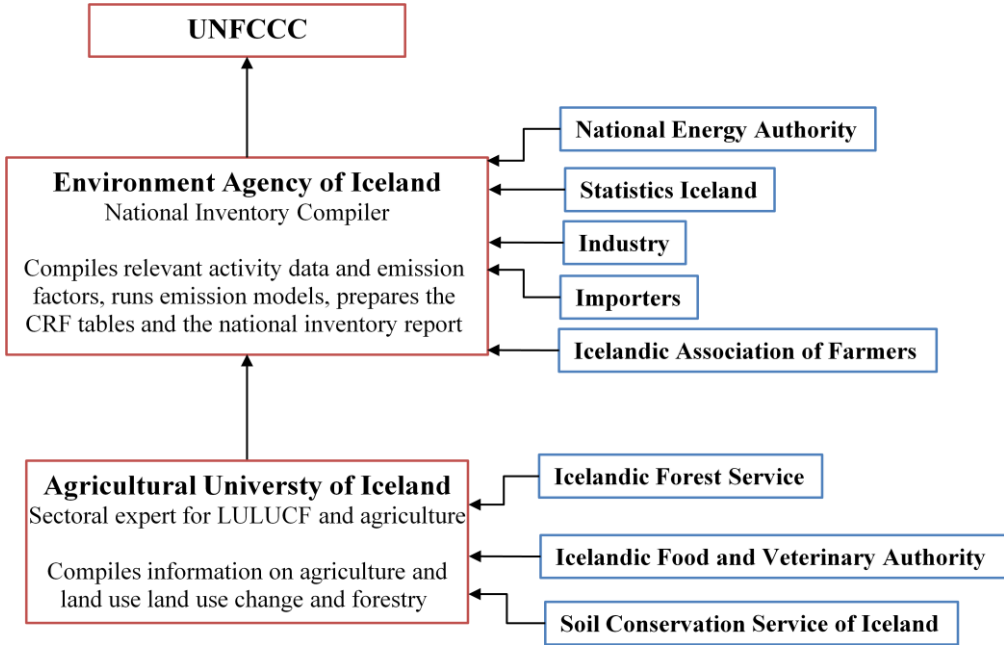 UNFCCC
National Energy Authority
Environment Agency of Iceland
National Inventory Compiler
Compiles relevant activity data and emission
factors, runs emission models, prepares the
CRF tables and the national inventory report
Statistics Iceland
Industry
Importers
Icelandic Association of Farmers
Agricultural Universty of Iceland
Sectoral expert for LULUCF and agriculture
Compiles information on agriculture and
land use land use change and forestry
Icelandic Forest Service
Icelandic Food and Veterinary Authority
Soil Conservation Service of Iceland